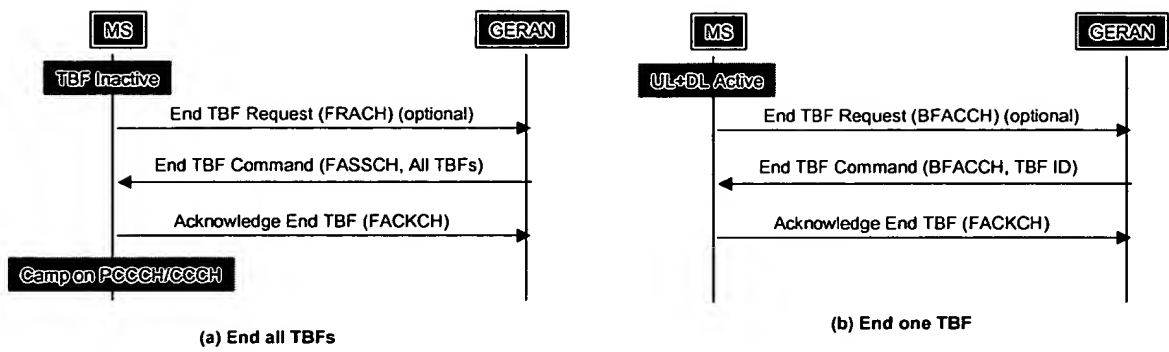 MS
GERAN
TBF Inactive
End TBF Request (FRACH) (optional)
End TBF Command (FASSCH, All TBFs)
Acknowledge End TBF (FACKCH)
Camp on PCCCH/CCCH
(a) End all TBFs
MS
GERAN
UL+DL Active
End TBF Request (BFACCH) (optional)
End TBF Command (BFACCH, TBF ID)
Acknowledge End TBF (FACKCH)
(b) End one TBF